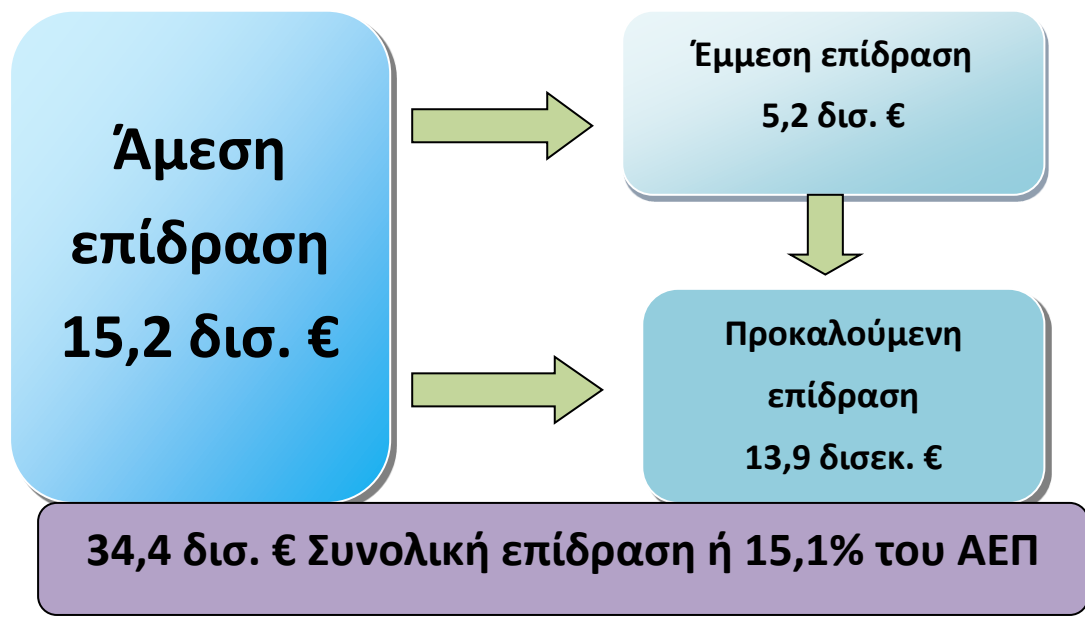 Άμεση
επίδραση
15,2 δισ. €
Έμμεση επίδραση
5,2 δισ. €
Προκαλούμενη
επίδραση
13,9 δισεκ. €
34,4 δισ. € Συνολική επίδραση ή 15,1% του ΑΕΠ